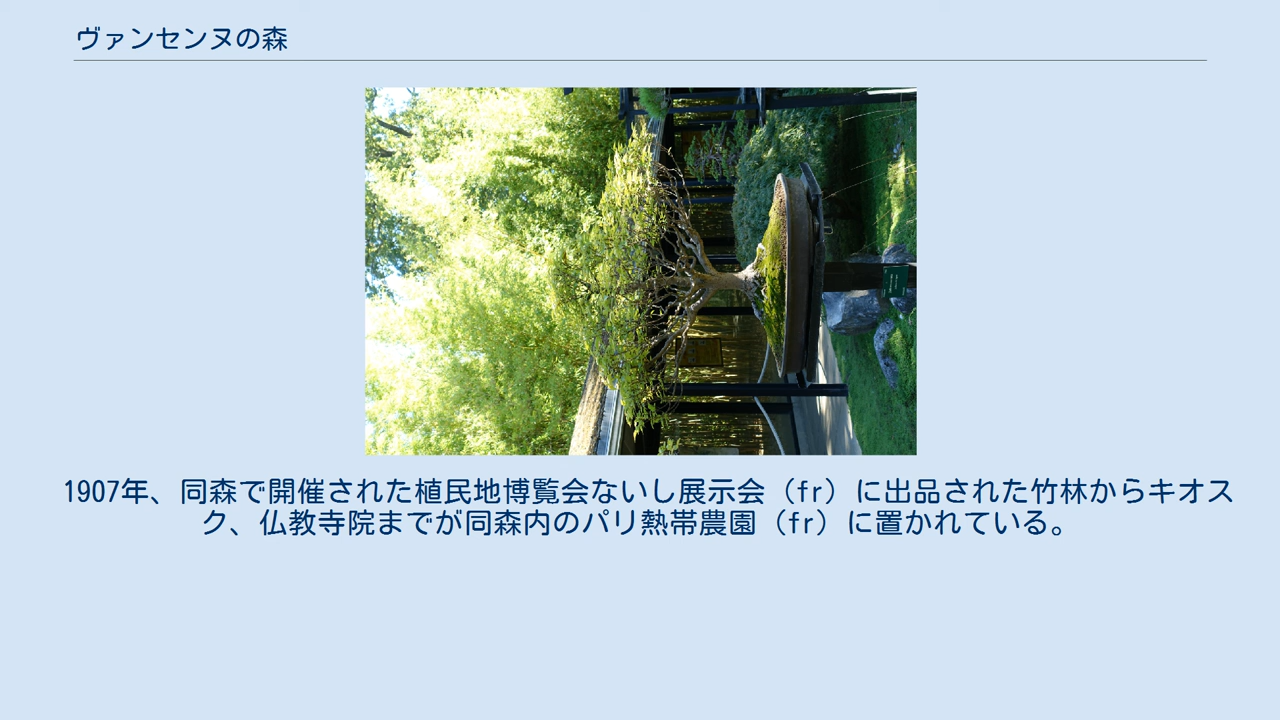 ヴァンセンヌの森
1907年、同森で開催された植民地博覧会ないし展示会（fr）に出品された竹林からキオス
ク、仏教寺院までが同森内のパリ熱帯農園（fr）に置かれている。